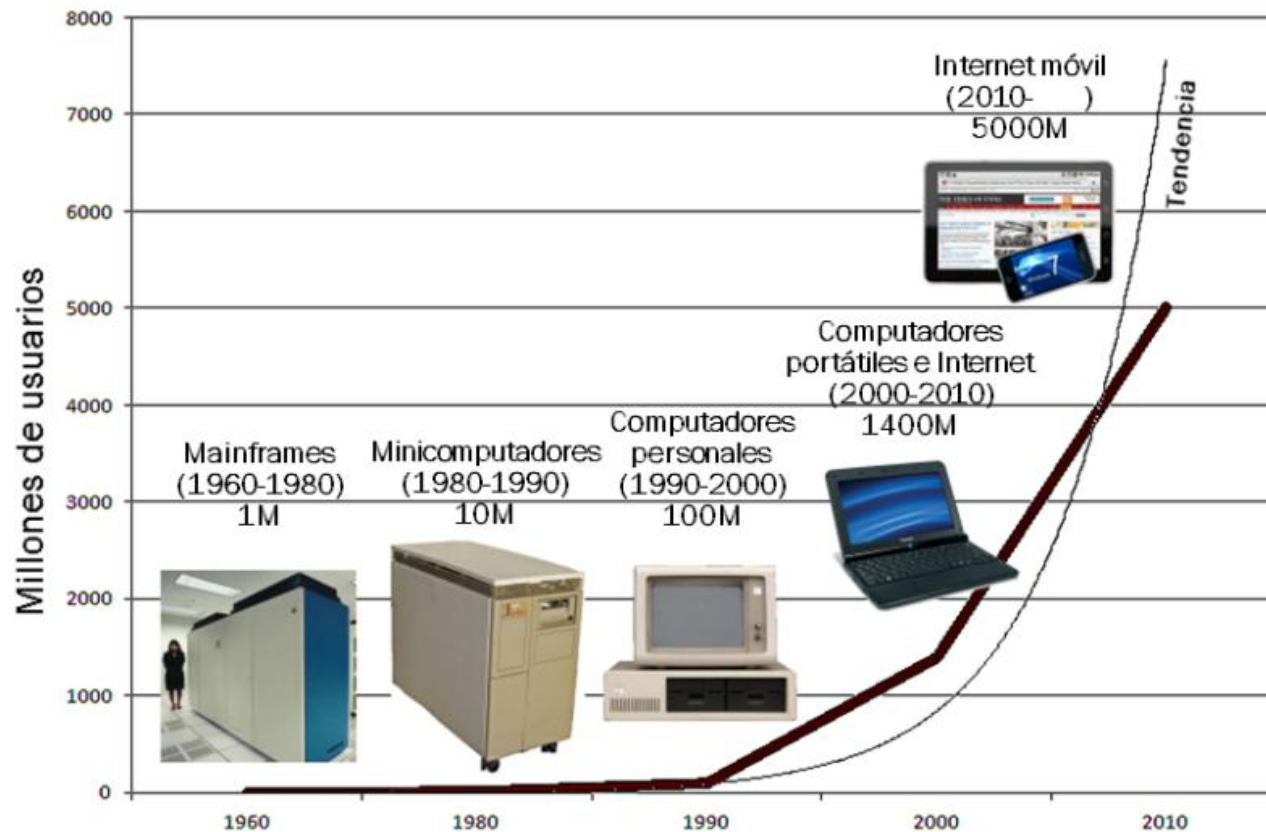 8000
7000
6000
5000
4000
3000
2000
1000
0
Millones de usuarios
Mainframes
(1960-1980)
1M
Minicomputadores
(1980-1990)
10M
Computadores
personales
(1990-2000)
100M
Computadores
portátiles e Internet
(2000-2010)
1400M
Internet móvil
(2010- )
5000M
7
Tendencia
1960
1980
1990
2000
2010